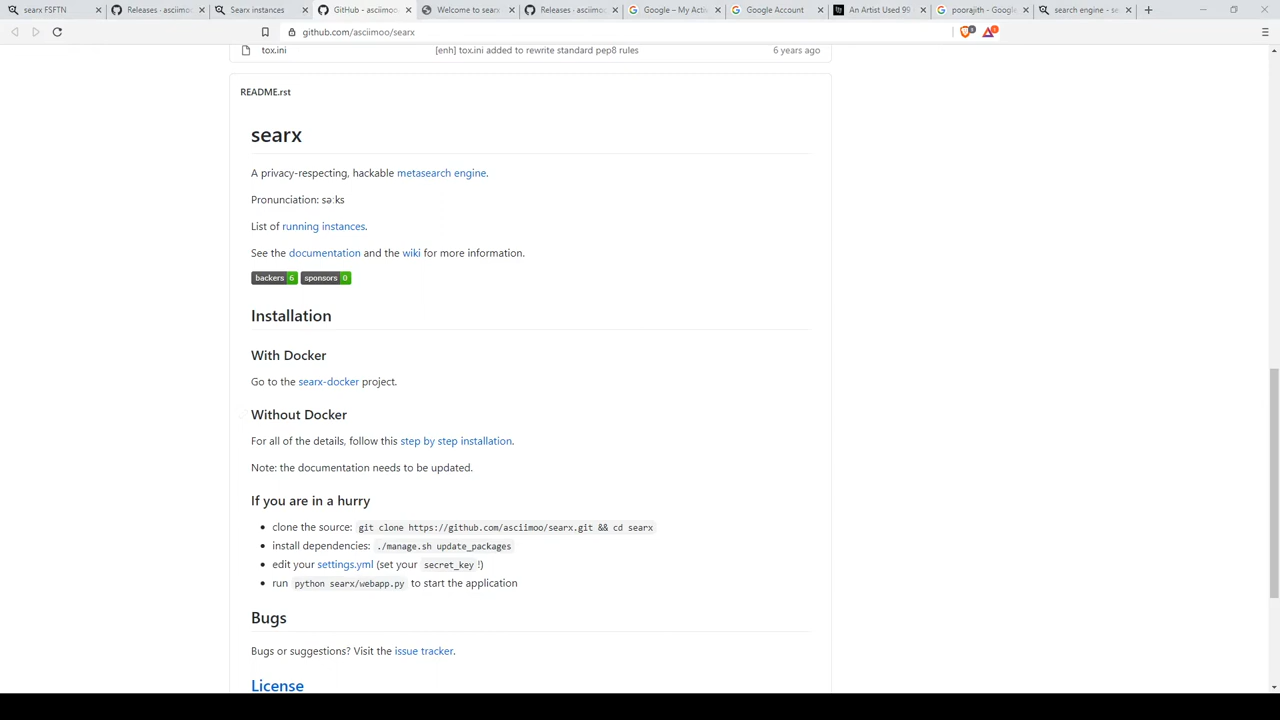 searx FSFTN
Releases · asciimo
Searx instances
GitHub - asciimoo/
Welcome to searx
Releases · asciimoo
Google – My Activ
Google Account
An Artist Used 99
poorajith - Google
search engine - se
github.com/asciimoo/searx
tox.ini [enh] tox.ini added to rewrite standard pep8 rules 6 years ago
README.rst
searx
A privacy-respecting, hackable metasearch engine.
Pronunciation: səːks
List of running instances.
See the documentation and the wiki for more information.
backers 6 sponsors 0
Installation
With Docker
Go to the searx-docker project.
Without Docker
For all of the details, follow this step by step installation.
Note: the documentation needs to be updated.
If you are in a hurry
clone the source: git clone https://github.com/asciimoo/searx.git && cd searx
install dependencies: ./manage.sh update_packages
edit your settings.yml (set your secret_key !)
run python searx/webapp.py to start the application
Bugs
Bugs or suggestions? Visit the issue tracker.
License